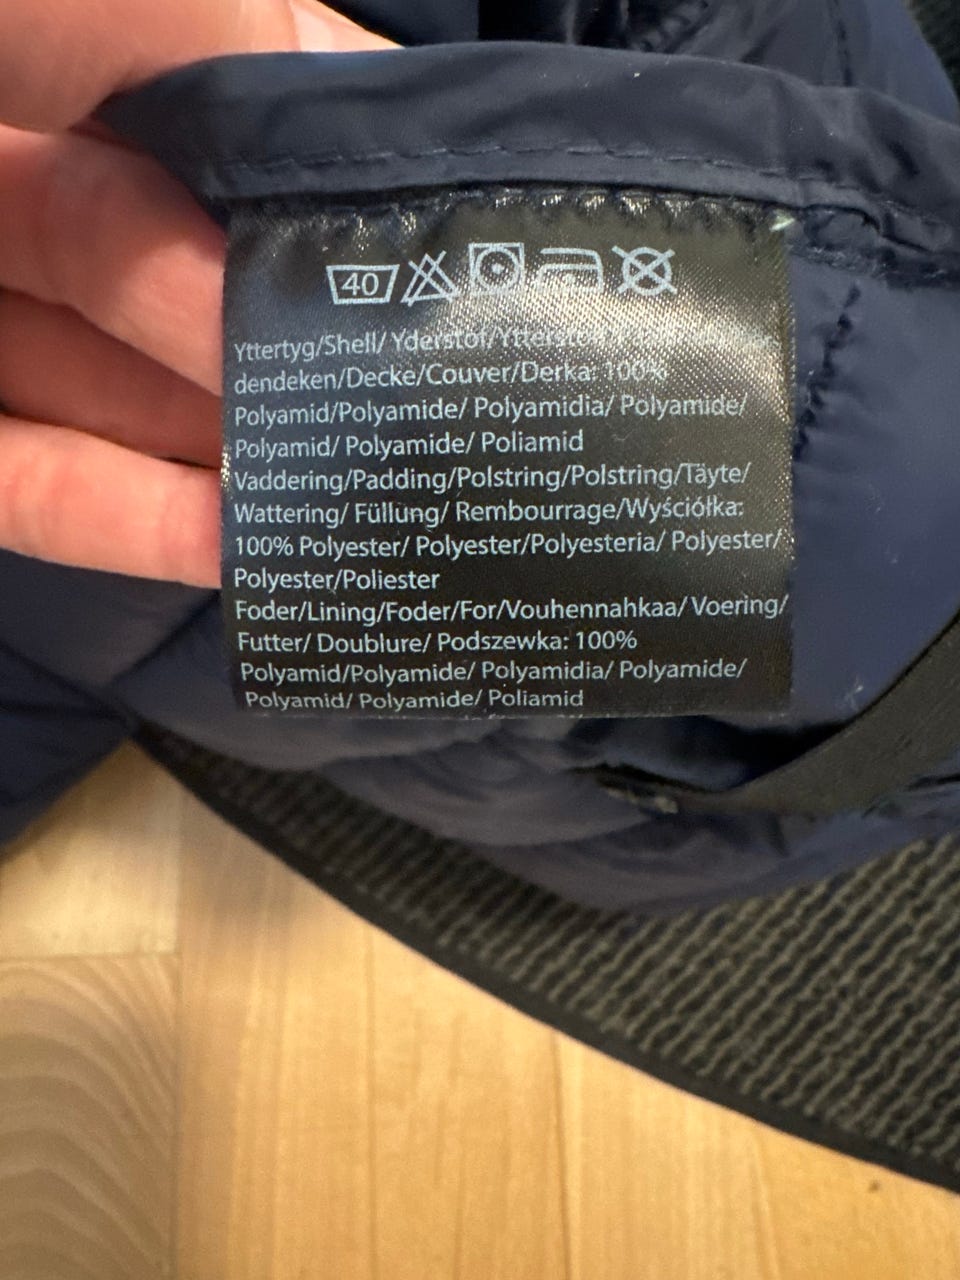 40
Yttertyg/Shell/ Yderstof/Ytterstoff/
dendeken/Decke/Couver/Derka: 100%
Polyamid/Polyamide/ Polyamidia/ Polyamide/
Polyamid/ Polyamide/ Poliamid
Vaddering/Padding/Polstring/Polstring/Täyte/
Wattering/ Füllung/ Rembourrage/Wyściółka:
100% Polyester/ Polyester/Polyesteria/ Polyester/
Polyester/Poliester
Foder/Lining/Foder/For/Vouhennahkaa/ Voering/
Futter/ Doublure/ Podszewka: 100%
Polyamid/Polyamide/ Polyamidia/ Polyamide/
Polyamid/ Polyamide/ Poliamid